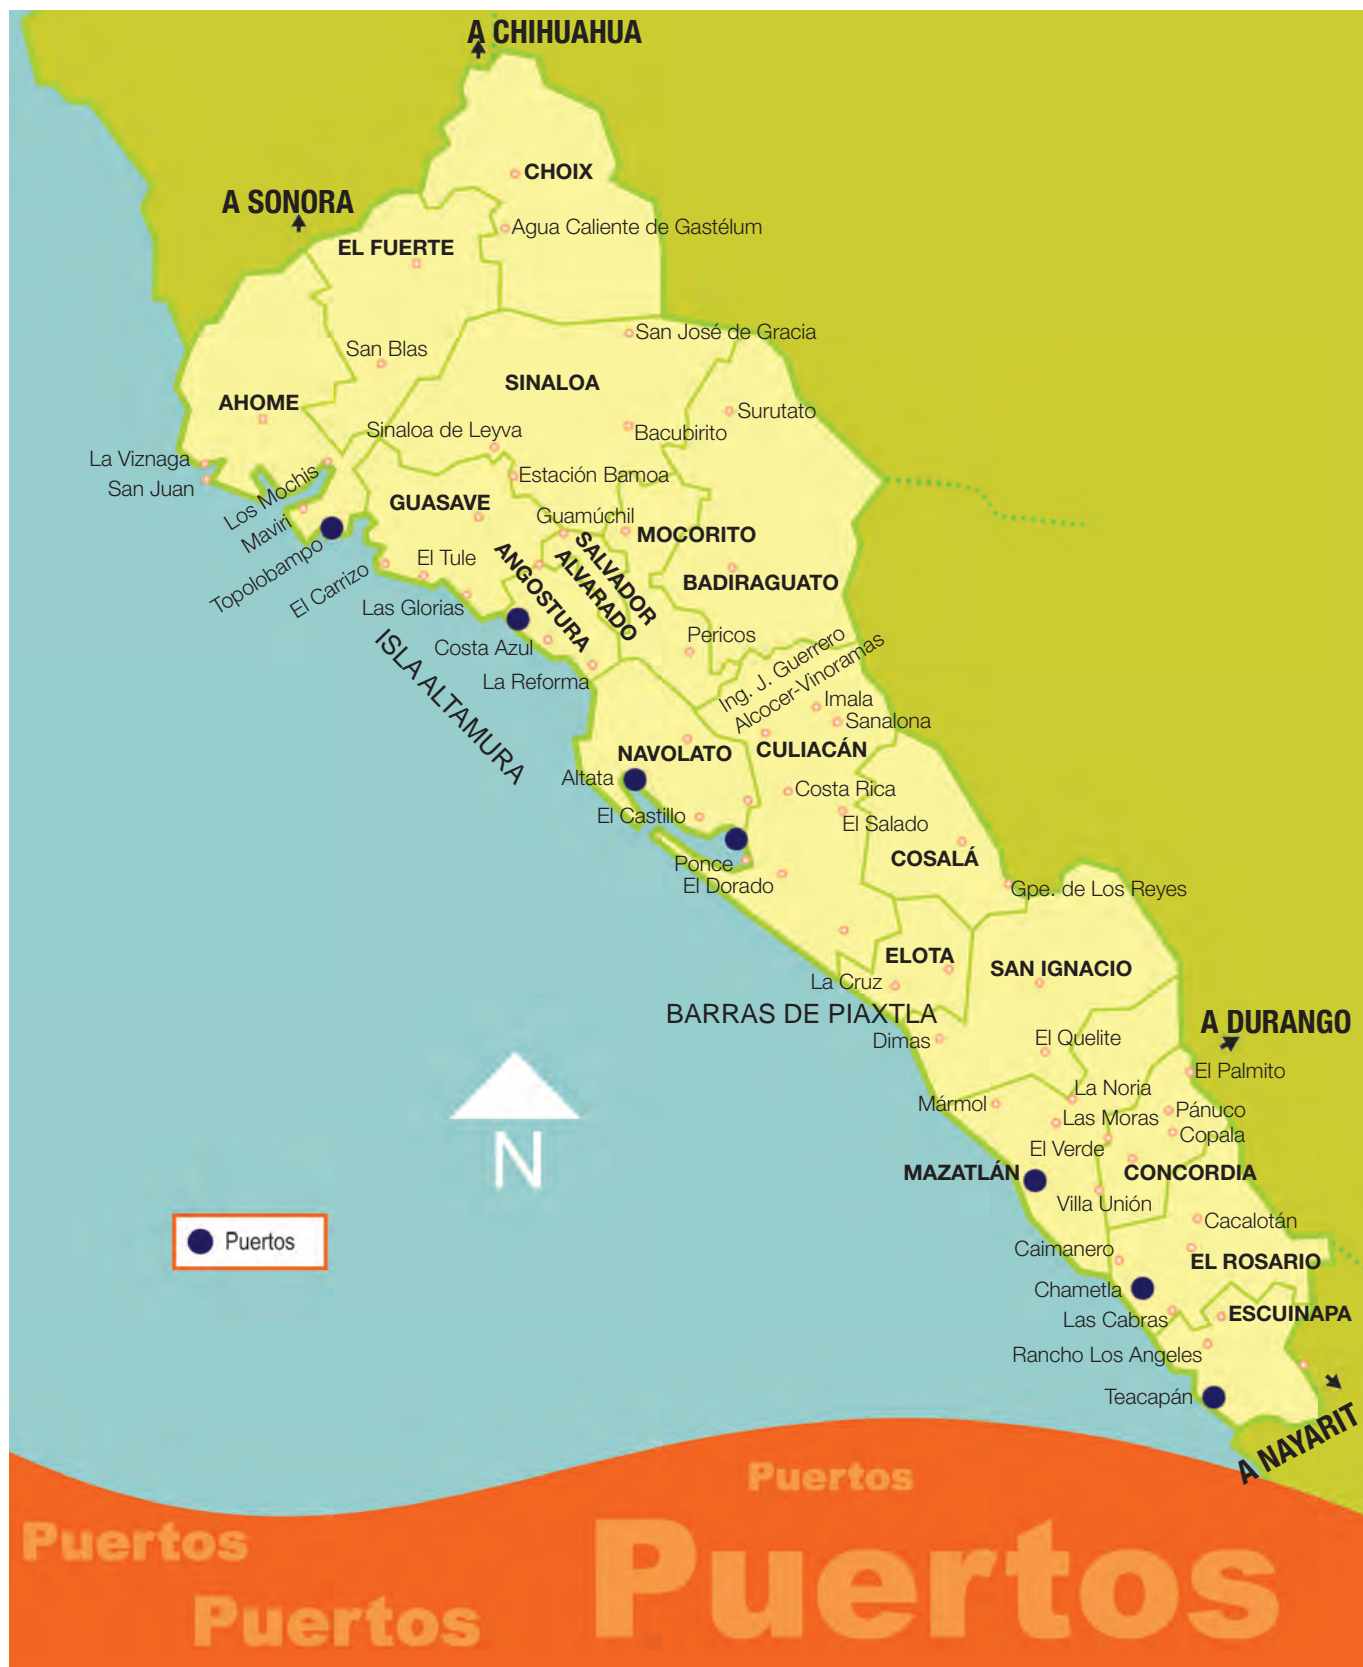 A CHIHUAHUA
CHOIX
A SONORA
Agua Caliente de Gastélum
EL FUERTE
San José de Gracia
San Blas
SINALOA
AHOME
Surutato
Sinaloa de Leyva
Bacubirito
La Viznaga
San Juan
Los Mochis
Estación Bamoa
GUASAVE
Maviri
Guamúchil
MOCORITO
Topolobampo
El Carrizo
El Tule
ANGOSTURA
SALVADOR
ALVARADO
BADIRAGUATO
Las Glorias
Pericos
Costa Azul
ISLA ALTAMURA
La Reforma
Ing. J. Guerrero
Alcocer-Vinoramas
Imala
Sanalona
NAVOLATO
CULIACÁN
Altata
Costa Rica
El Castillo
El Salado
COSALÁ
Ponce
El Dorado
Gpe. de Los Reyes
ELOTA
SAN IGNACIO
La Cruz
BARRAS DE PIAXTLA
A DURANGO
Dimas
El Quelite
El Palmito
La Noria
Mármol
Pánuco
Las Moras
Copala
El Verde
MAZATLÁN
CONCORDIA
Villa Unión
Cacalotán
Caimanero
EL ROSARIO
Chametla
Las Cabras
ESCUINAPA
Rancho Los Angeles
Teacapán
A NAYARIT
N
Puertos
Puertos
Puertos
Puertos
Puertos